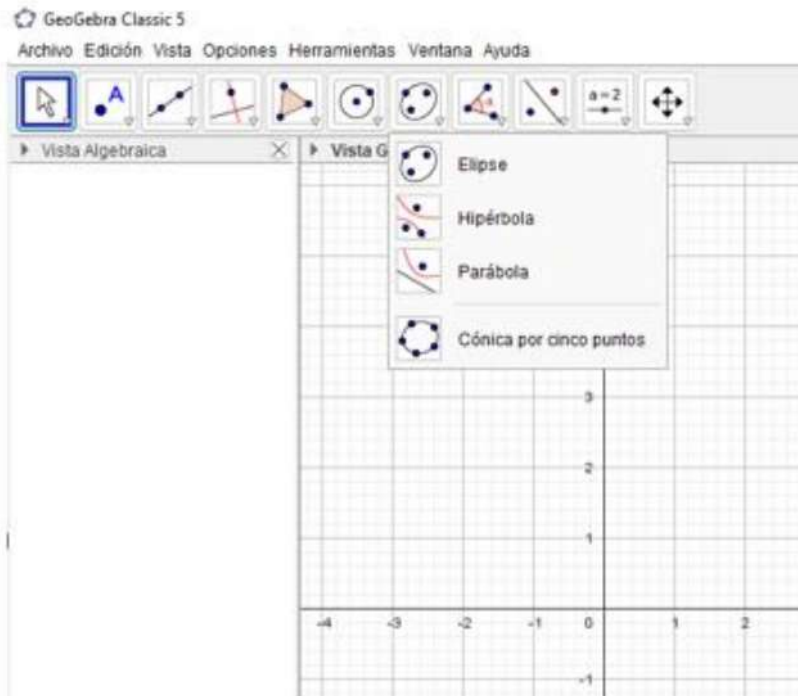 GeoGebra Classic 5
Archivo Edición Vista Opciones Herramientas Ventana Ayuda
A
a
a=2
Vista Algebraica
Vista G
Elipse
Hipérbola
Parábola
Cónica por cinco puntos
3
2
1
-4 -3 -2 -1 0 1 2
-1